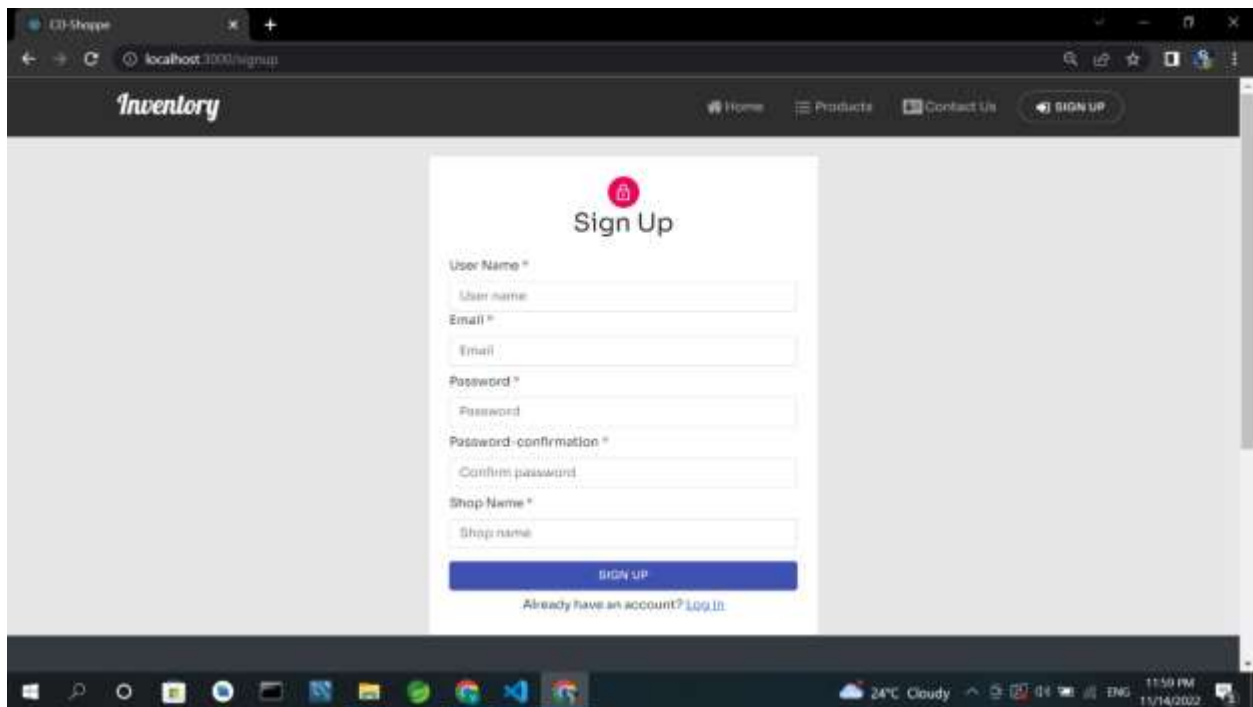 CD-Shoppe
localhost:3000/signup
Inventory
Home Products Contact Us SIGN UP
Sign Up
User Name *
User name
Email *
Email
Password *
Password
Password-confirmation *
Confirm password
Shop Name *
Shop name
SIGN UP
Already have an account? Log in
24°C Cloudy ENG 11:59 PM
11/14/2022